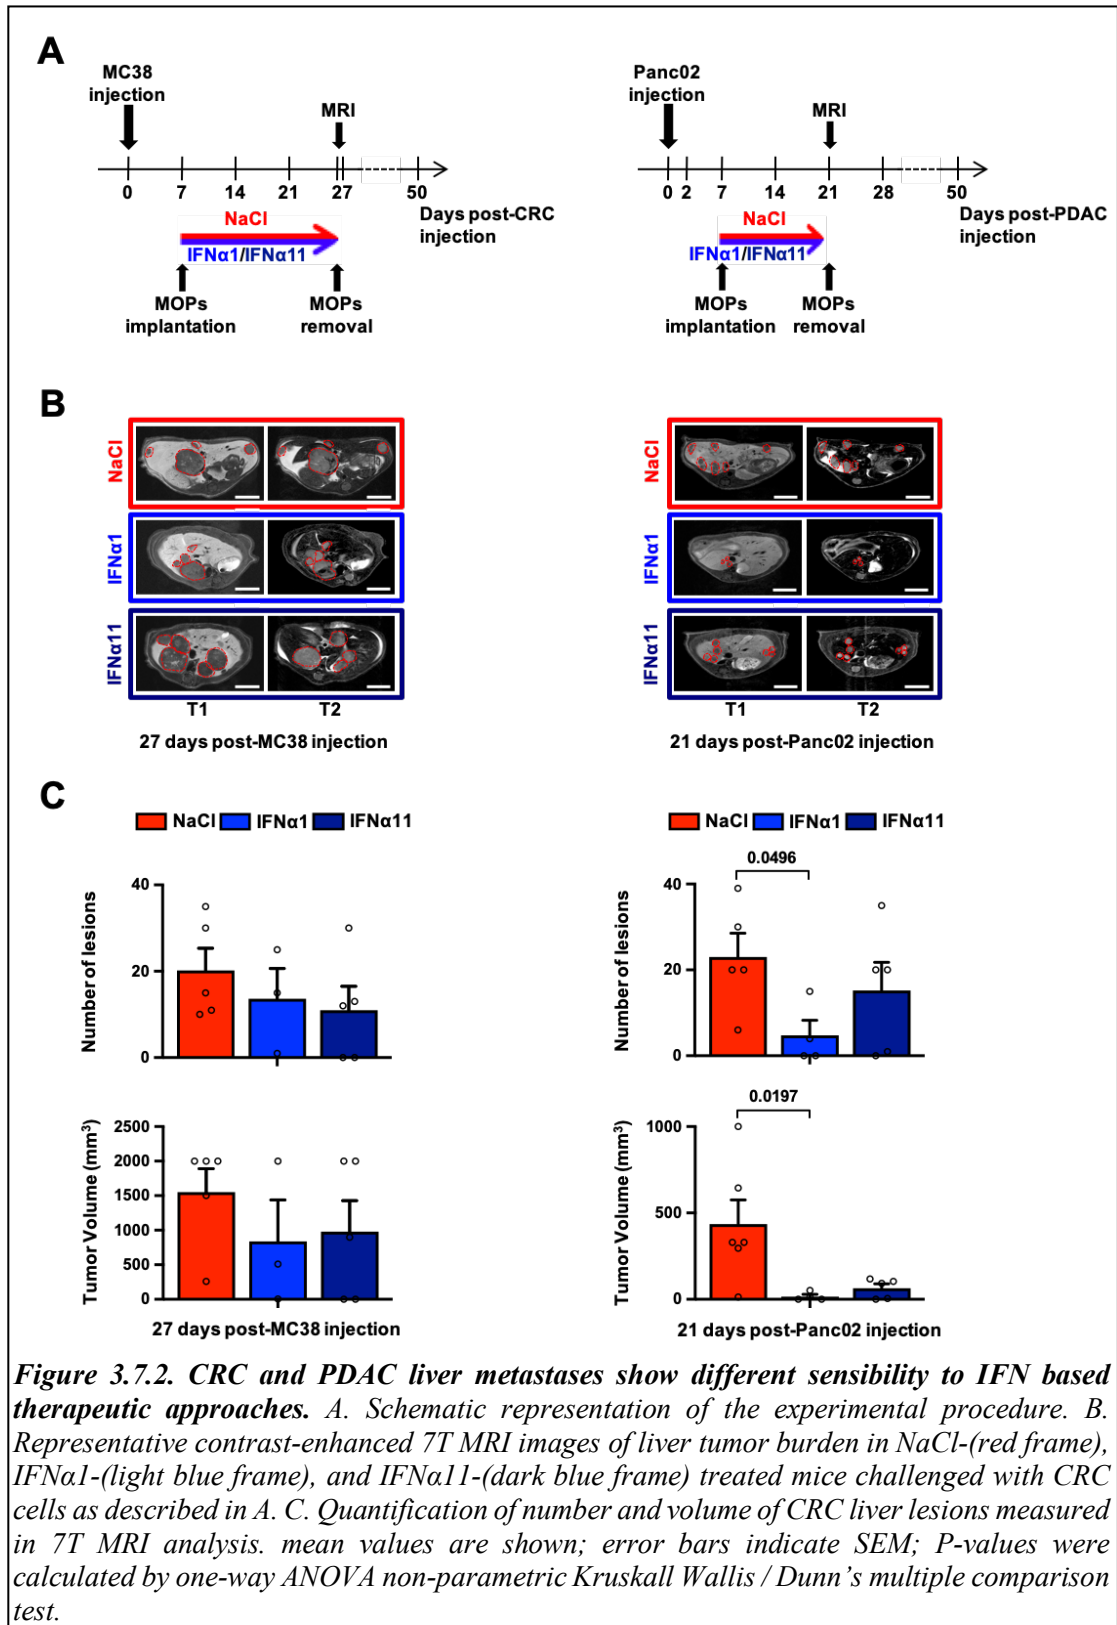 A
MC38
injection
MRI
0 7 14 21 27 50
Days post-CRC
injection
NaCl
IFNα1/IFNα11
MOPs
implantation
MOPs
removal
Panc02
injection
MRI
0 2 7 14 21 28 50
Days post-PDAC
injection
NaCl
IFNα1/IFNα11
MOPs
implantation
MOPs
removal
B
NaCl
IFNα1
IFNα11
T1 T2
27 days post-MC38 injection
NaCl
IFNα1
IFNα11
T1 T2
21 days post-Panc02 injection
C
NaCl IFNα1 IFNα11
Number of lesions
40
20
0
Tumor Volume (mm³)
2500
2000
1500
1000
500
0
27 days post-MC38 injection
NaCl IFNα1 IFNα11
0.0496
Number of lesions
40
20
0
0.0197
Tumor Volume (mm³)
1000
500
0
21 days post-Panc02 injection
Figure 3.7.2. CRC and PDAC liver metastases show different sensibility to IFN based
therapeutic approaches. A. Schematic representation of the experimental procedure. B.
Representative contrast-enhanced 7T MRI images of liver tumor burden in NaCl-(red frame),
IFNα1-(light blue frame), and IFNα11-(dark blue frame) treated mice challenged with CRC
cells as described in A. C. Quantification of number and volume of CRC liver lesions measured
in 7T MRI analysis. mean values are shown; error bars indicate SEM; P-values were
calculated by one-way ANOVA non-parametric Kruskall Wallis / Dunn's multiple comparison
test.